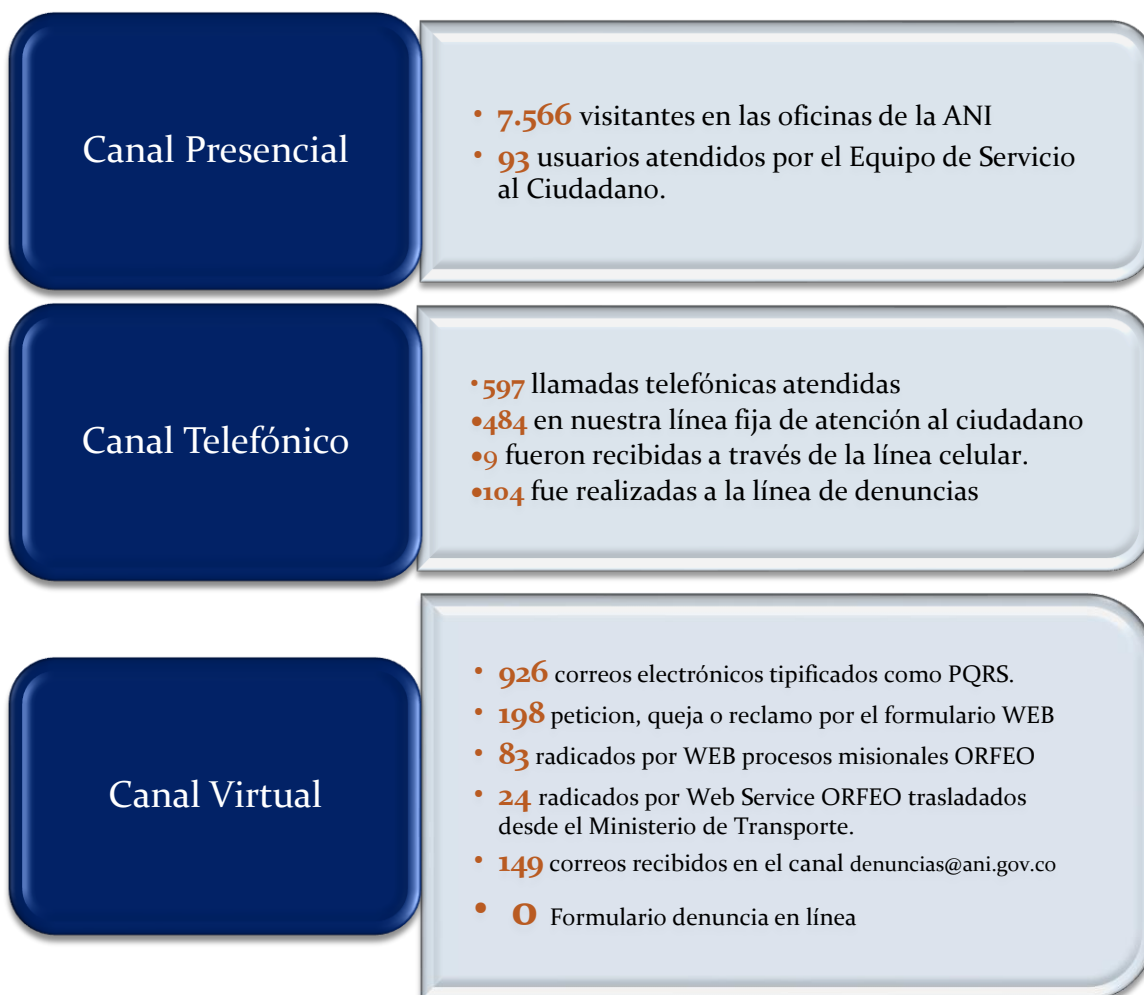 Canal Presencial
• 7.566 visitantes en las oficinas de la ANI
• 93 usuarios atendidos por el Equipo de Servicio
al Ciudadano.
Canal Telefónico
• 597 llamadas telefónicas atendidas
•484 en nuestra línea fija de atención al ciudadano
•9 fueron recibidas a través de la línea celular.
•104 fue realizadas a la línea de denuncias
Canal Virtual
• 926 correos electrónicos tipificados como PQRS.
• 198 peticion, queja o reclamo por el formulario WEB
• 83 radicados por WEB procesos misionales ORFEO
• 24 radicados por Web Service ORFEO trasladados
desde el Ministerio de Transporte.
• 149 correos recibidos en el canal denuncias@ani.gov.co
• 0 Formulario denuncia en línea